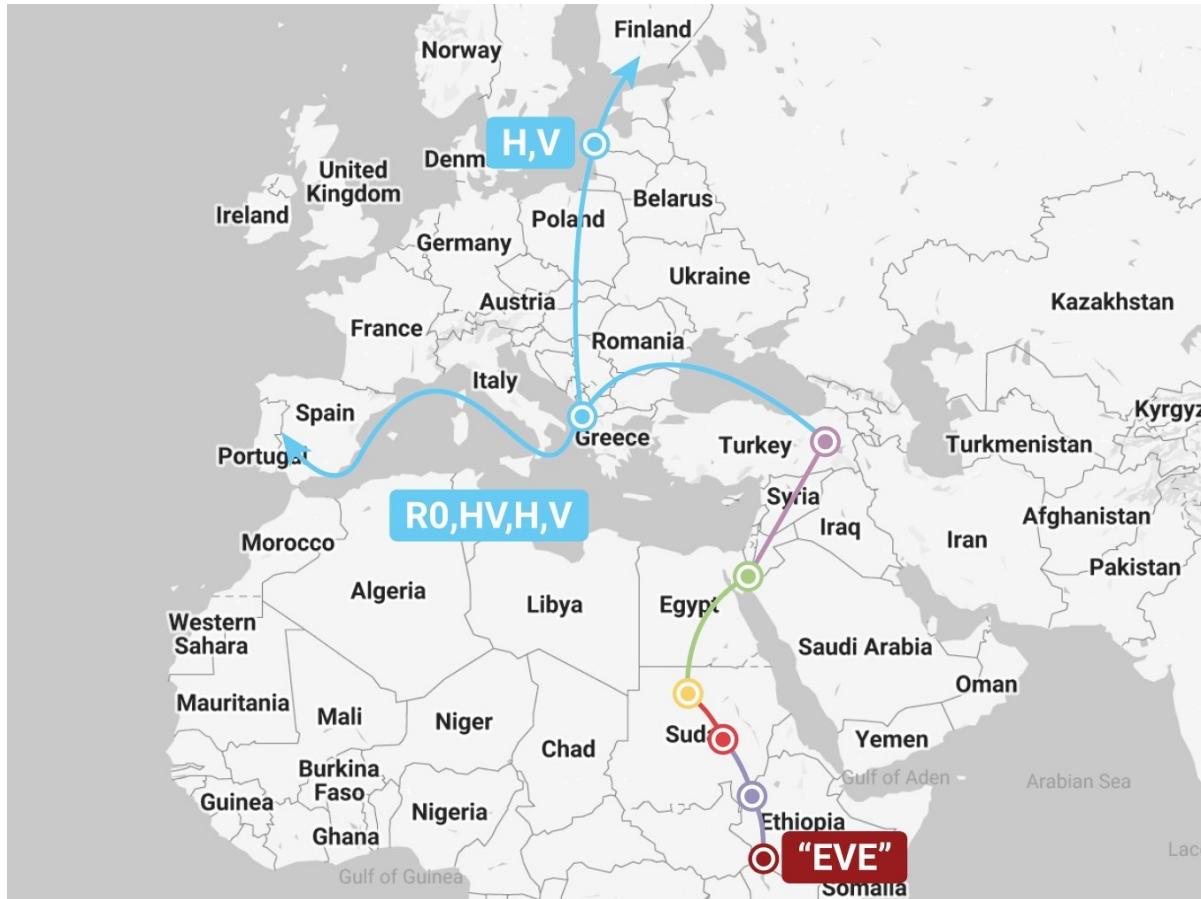 Finland
Norway
H,V
Denm
United
Kingdom
Ireland
Belarus
Poland
Germany
Ukraine
Austria
Kazakhstan
France
Romania
Italy
Spain
Kyrgyz
Greece
Turkey
Turkmenistan
Portugal
Syria
R0,HV,H,V
Afghanistan
Iraq
Iran
Morocco
Pakistan
Algeria
Libya
Egypt
Western
Sahara
Saudi Arabia
Oman
Mauritania
Mali
Niger
Sud
Yemen
Chad
Burkina
Faso
Gulf of Aden
Arabian Sea
Guinea
Nigeria
Ethiopia
Ghana
"EVE"
Lacc
Gulf of Guinea
Somalia